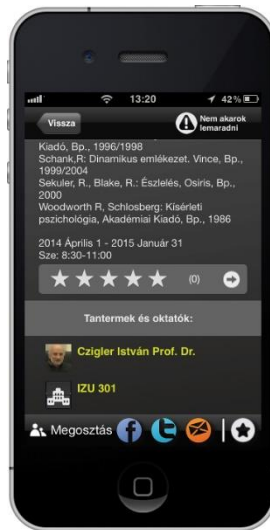 13:20
42%
Vissza
Nem akarok
lemaradni
Kiadó, Bp., 1996/1998
Schank,R: Dinamikus emlékezet. Vince, Bp.,
1999/2004
Sekuler, R., Blake, R.: Észlelés, Osiris, Bp.,
2000
Woodworth R, Schlosberg: Kísérleti
pszichológia, Akadémiai Kiadó, Bp., 1986
2014 Április 1 - 2015 Január 31
Sze: 8:30-11:00
(0)
Tantermek és oktatók:
Czigler István Prof. Dr.
IZU 301
Megosztás